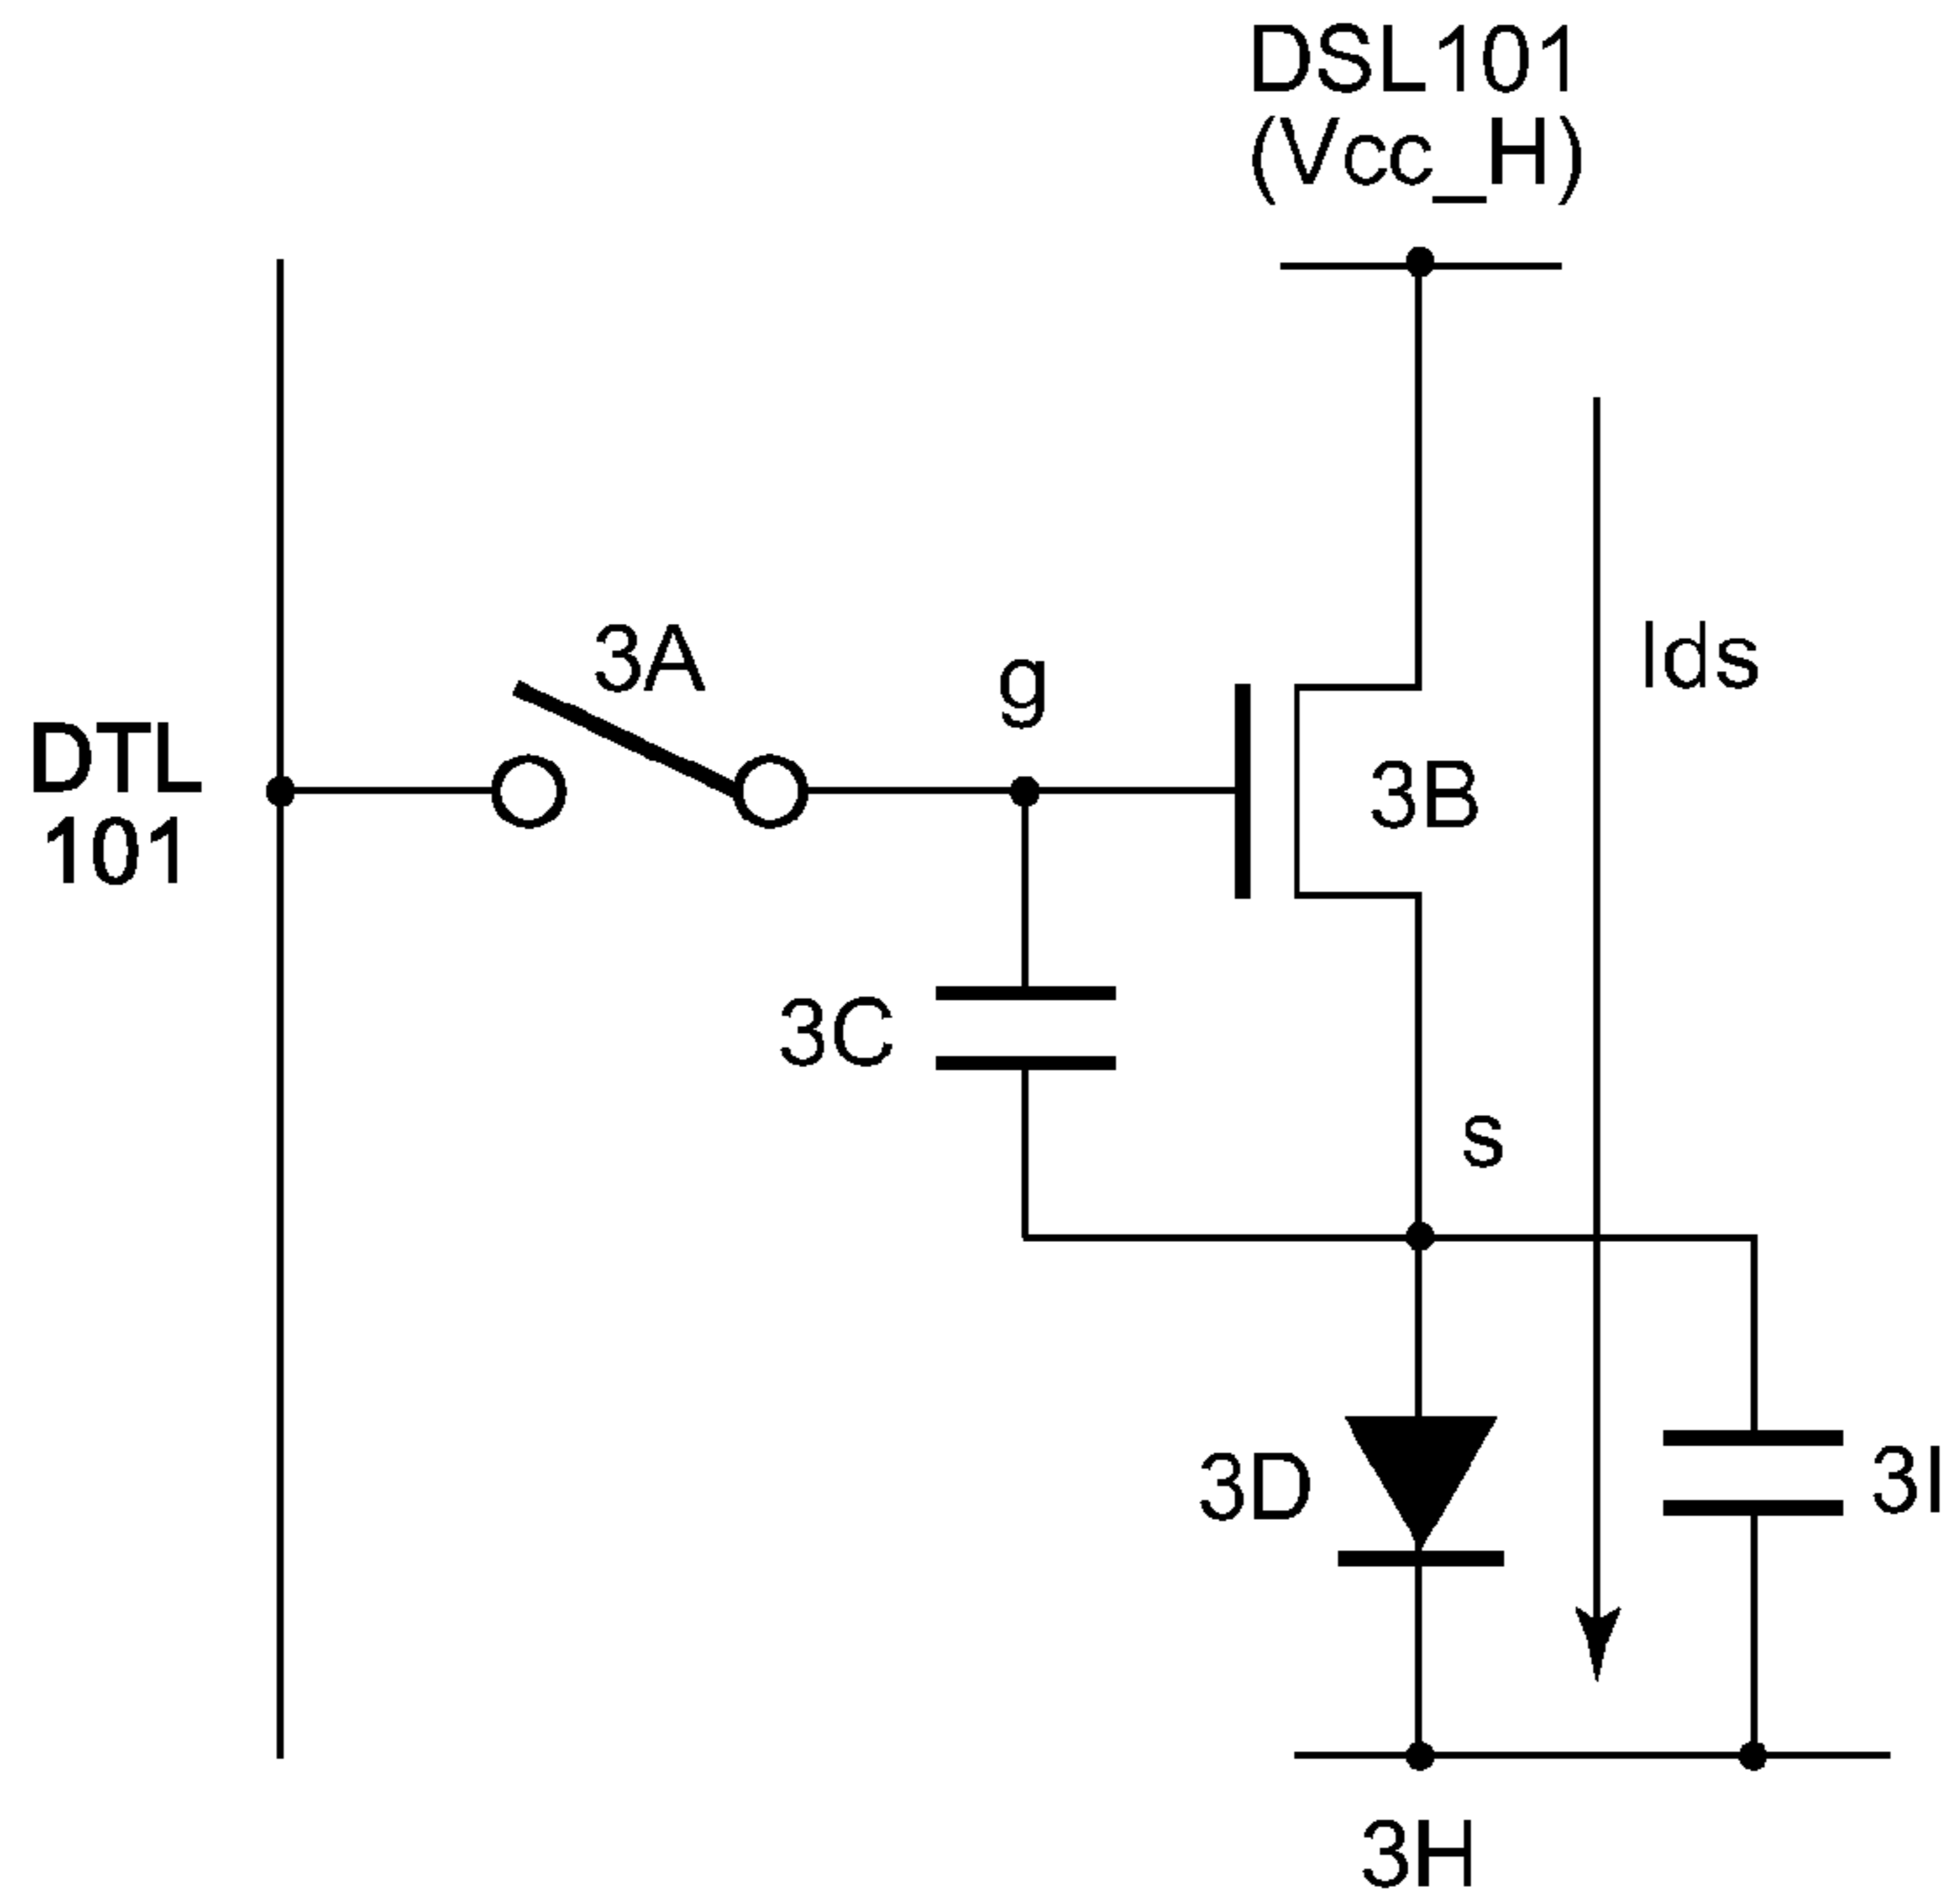 DSL101
(Vcc_H)
3A
g
Ids
DTL
101
3B
3C
s
3D
3I
3H